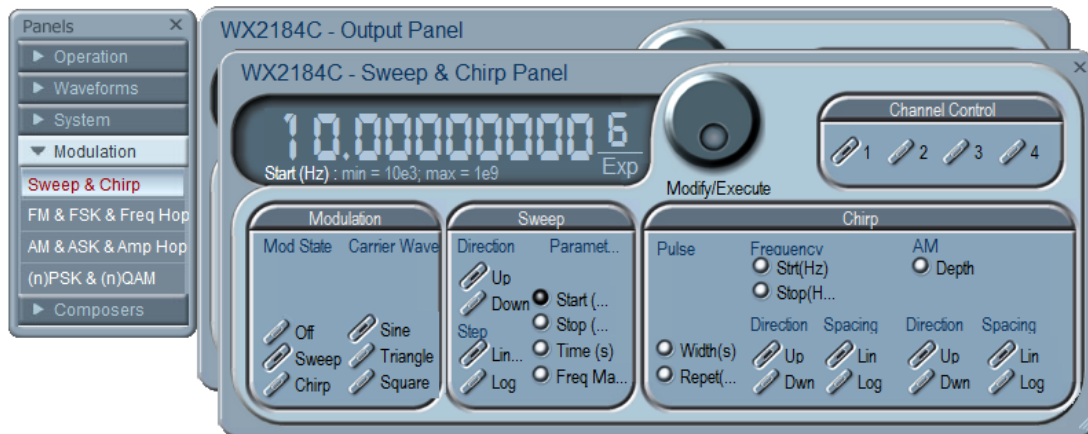 Panels
Operation
Waveforms
System
Modulation
Sweep & Chirp
FM & FSK & Freq Hop
AM & ASK & Amp Hop
(n)PSK & (n)QAM
Composers
WX2184C - Output Panel
WX2184C - Sweep & Chirp Panel
10.00000000 6
Exp
Start (Hz) : min = 10e3; max = 1e9
Modify/Execute
Channel Control
1 2 3 4
Modulation
Mod State Carrier Wave
Off Sine
Sweep Triangle
Chirp Square
Sweep
Direction Paramet...
Up
Down Start (...
Step Stop (...
Lin... Time (s)
Log Freq Ma...
Chirp
Pulse Frequency AM
Strt(Hz) Depth
Stop(H...
Direction Spacing Direction Spacing
Width(s) Up Lin Up Lin
Repet(... Dwn Log Dwn Log